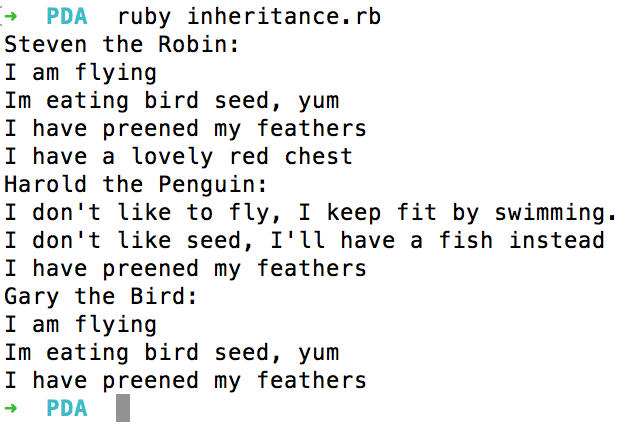 ➜  PDA  ruby inheritance.rb
Steven the Robin:
I am flying
Im eating bird seed, yum
I have preened my feathers
I have a lovely red chest
Harold the Penguin:
I don't like to fly, I keep fit by swimming.
I don't like seed, I'll have a fish instead
I have preened my feathers
Gary the Bird:
I am flying
Im eating bird seed, yum
I have preened my feathers
➜  PDA